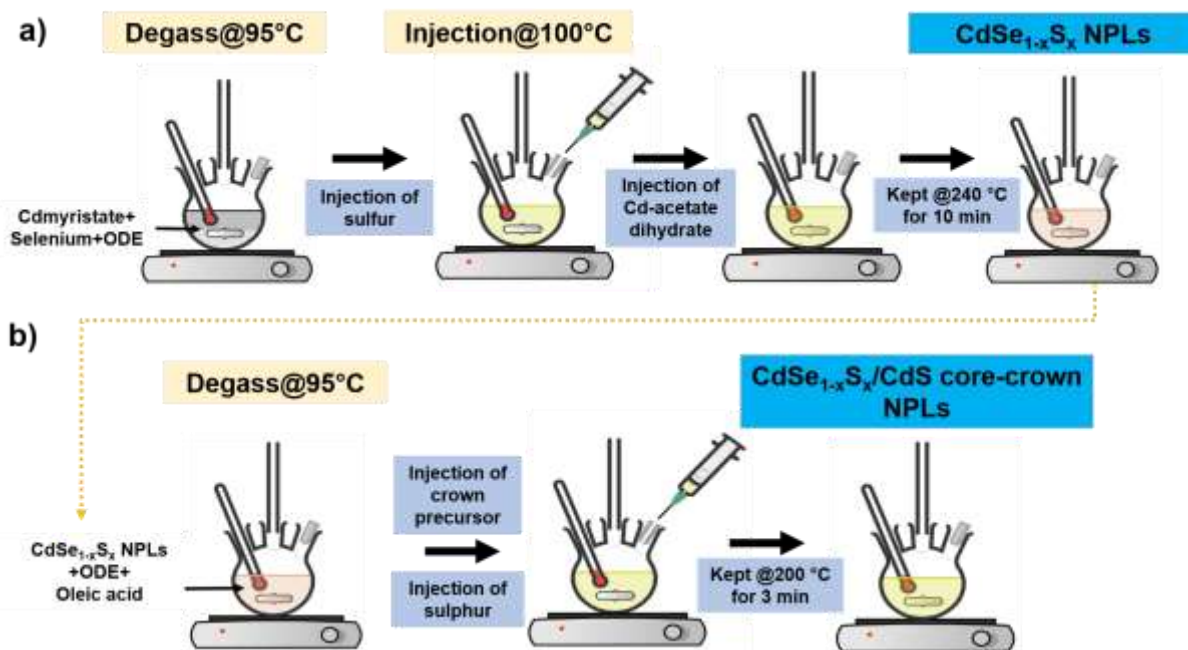 a)
Degass@95°C
Injection@100°C
CdSe1-xSx NPLs
Cdmyristate+
Selenium+ODE
Injection of
sulfur
Injection of
Cd-acetate
dihydrate
Kept @240 °C
for 10 min
b)
Degass@95°C
CdSe1-xSx/CdS core-crown
NPLs
CdSe1-xSx NPLs
+ODE+
Oleic acid
Injection of
crown
precursor
Injection of
sulphur
Kept @200 °C
for 3 min